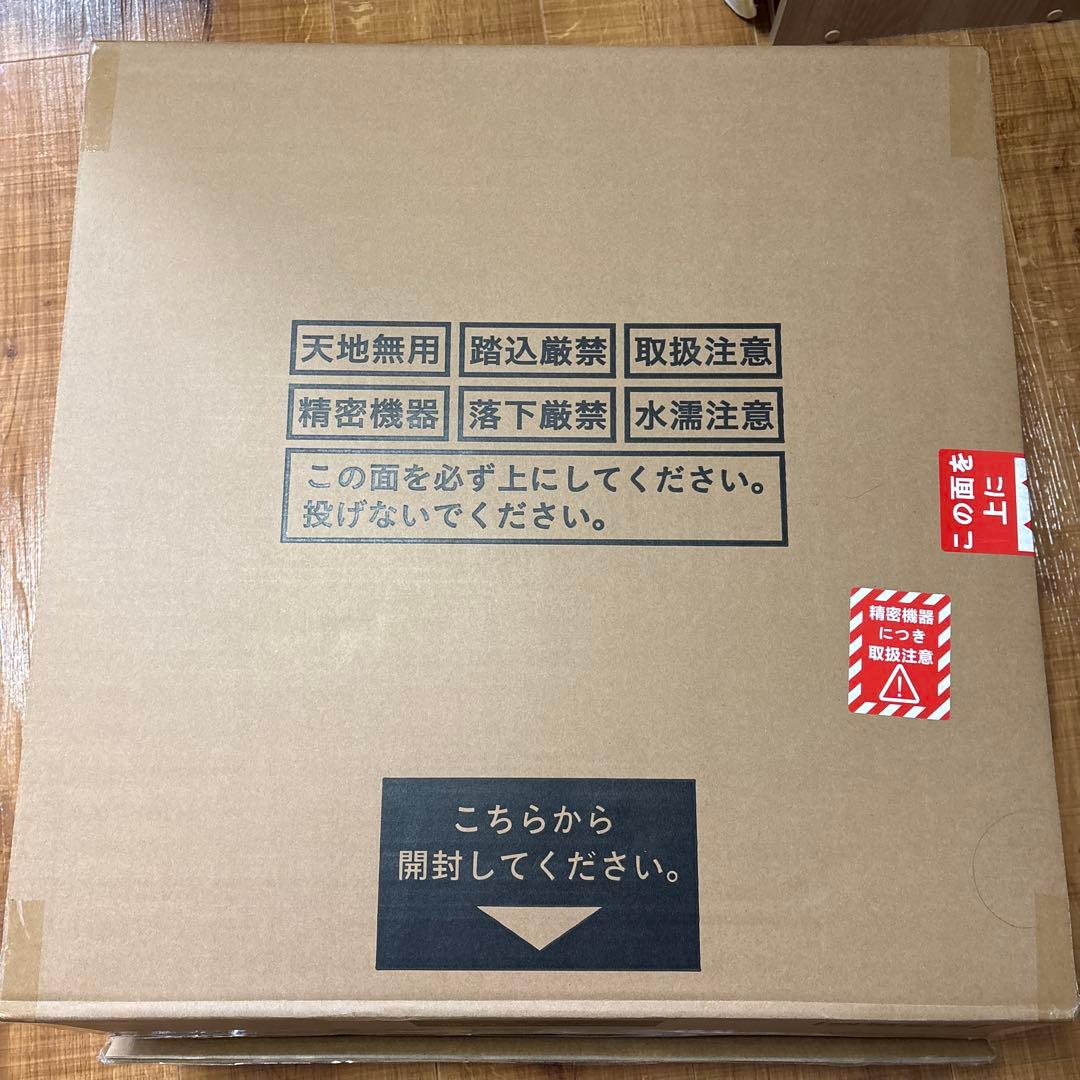 天地無用 踏込厳禁 取扱注意
精密機器 落下厳禁 水濡注意
この面を必ず上にしてください。
投げないでください。
この面を
上に
精密機器
につき
取扱注意
こちらから
開封してください。